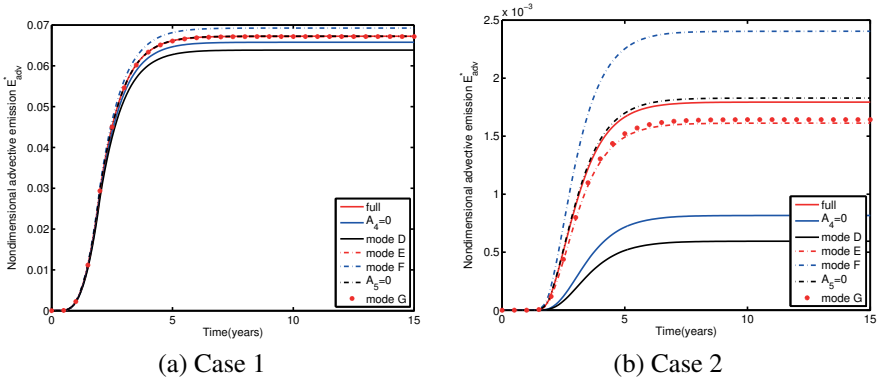 0.07
0.06
0.05
0.04
0.03
0.02
0.01
0
Nondimensional advective emission E*adv
0 5 10 15
Time(years)
full
A4=0
mode D
mode E
mode F
A5=0
mode G
(a) Case 1
x 10-3
2.5
2
1.5
1
0.5
0
Nondimensional advective emission E*adv
0 5 10 15
Time(years)
full
A4=0
mode D
mode E
mode F
A5=0
mode G
(b) Case 2